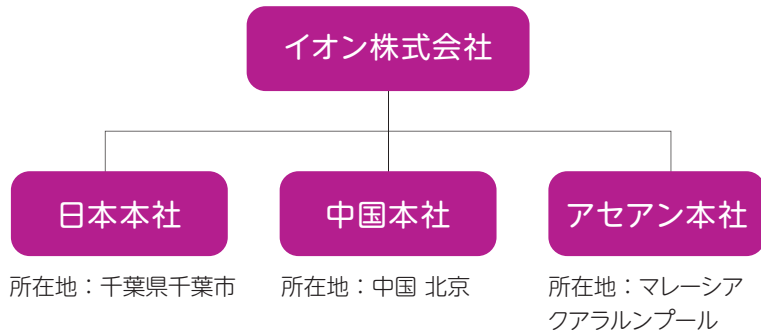 イオン株式会社
日本本社
中国本社
アセアン本社
所在地：千葉県千葉市
所在地：中国 北京
所在地：マレーシア
クアラルンプール